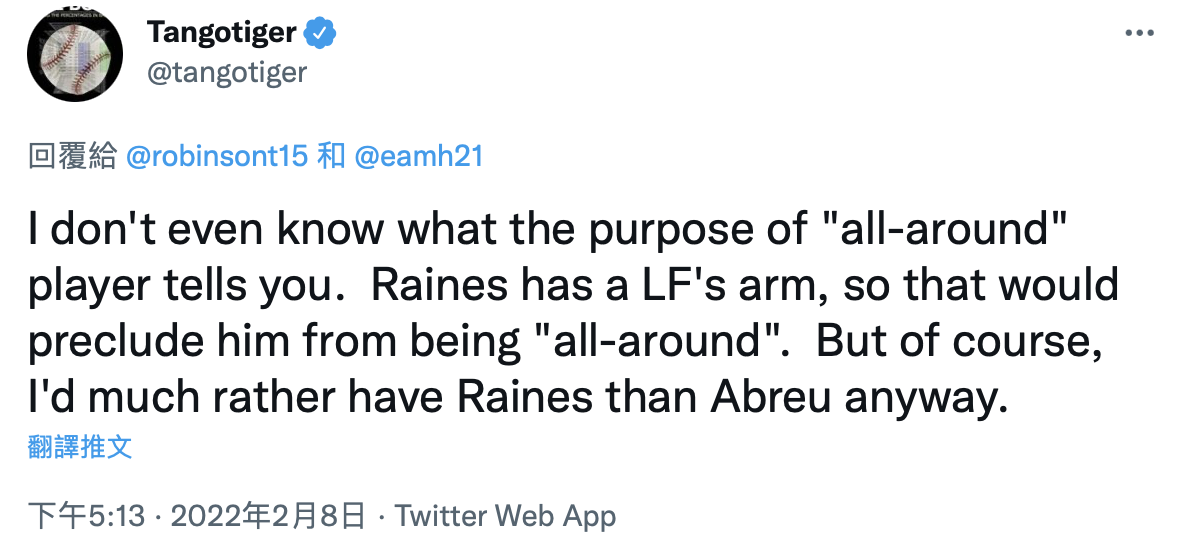 Tangotiger
@tangotiger
回覆給 @robinsont15 和 @eamh21
I don't even know what the purpose of "all-around"
player tells you.  Raines has a LF's arm, so that would
preclude him from being "all-around".  But of course,
I'd much rather have Raines than Abreu anyway.
翻譯推文
下午5:13 · 2022年2月8日 · Twitter Web App